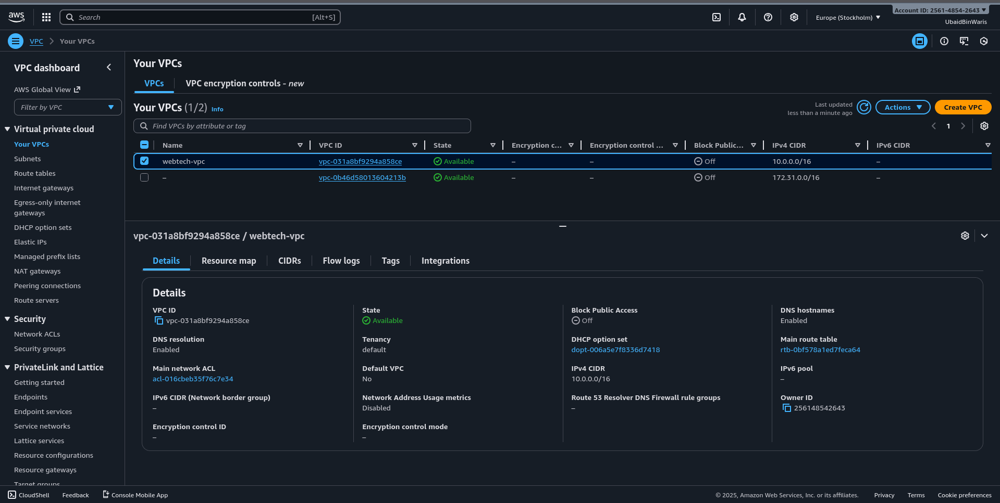 aws
Search
[Alt+S]
Europe (Stockholm)
Account ID: 2561-4854-2643
UbaidBinWaris
VPC
Your VPCs
VPC dashboard
AWS Global View
Filter by VPC
Virtual private cloud
Your VPCs
Subnets
Route tables
Internet gateways
Egress-only internet
gateways
DHCP option sets
Elastic IPs
Managed prefix lists
NAT gateways
Peering connections
Route servers
Security
Network ACLs
Security groups
PrivateLink and Lattice
Getting started
Endpoints
Endpoint services
Service networks
Lattice services
Resource configurations
Resource gateways
Target groups
Your VPCs
VPCs
VPC encryption controls - new
Your VPCs (1/2) Info
Last updated
less than a minute ago
Actions
Create VPC
Find VPCs by attribute or tag
1
Name VPC ID State Encryption c... Encryption control ... Block Public... IPv4 CIDR IPv6 CIDR
webtech-vpc vpc-031a8bf9294a858ce Available – – Off 10.0.0.0/16 –
– vpc-0b46d58013604213b Available – – Off 172.31.0.0/16 –
vpc-031a8bf9294a858ce / webtech-vpc
Details Resource map CIDRs Flow logs Tags Integrations
Details
VPC ID
vpc-031a8bf9294a858ce
State
Available
Block Public Access
Off
DNS hostnames
Enabled
DNS resolution
Enabled
Tenancy
default
DHCP option set
dopt-006a5e7f8336d7418
Main route table
rtb-0bf578a1ed7feca64
Main network ACL
acl-016cbeb35f76c7e34
Default VPC
No
IPv4 CIDR
10.0.0.0/16
IPv6 pool
–
IPv6 CIDR (Network border group)
–
Network Address Usage metrics
Disabled
Route 53 Resolver DNS Firewall rule groups
–
Owner ID
256148542643
Encryption control ID
–
Encryption control mode
–
CloudShell
Feedback
Console Mobile App
© 2025, Amazon Web Services, Inc. or its affiliates.
Privacy
Terms
Cookie preferences